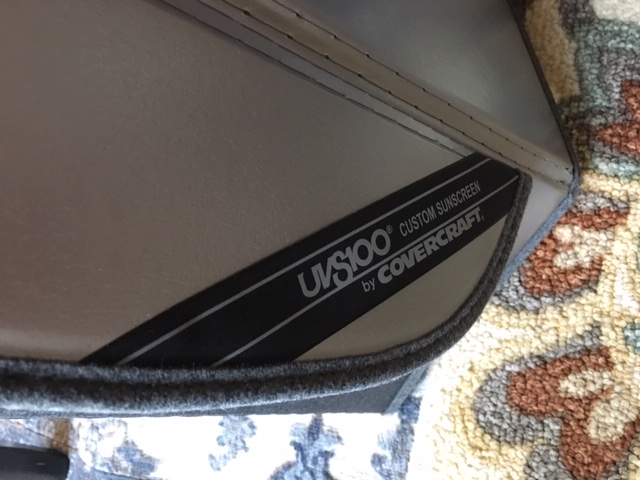 UVS100® CUSTOM SUNSCREEN
by COVERCRAFT®